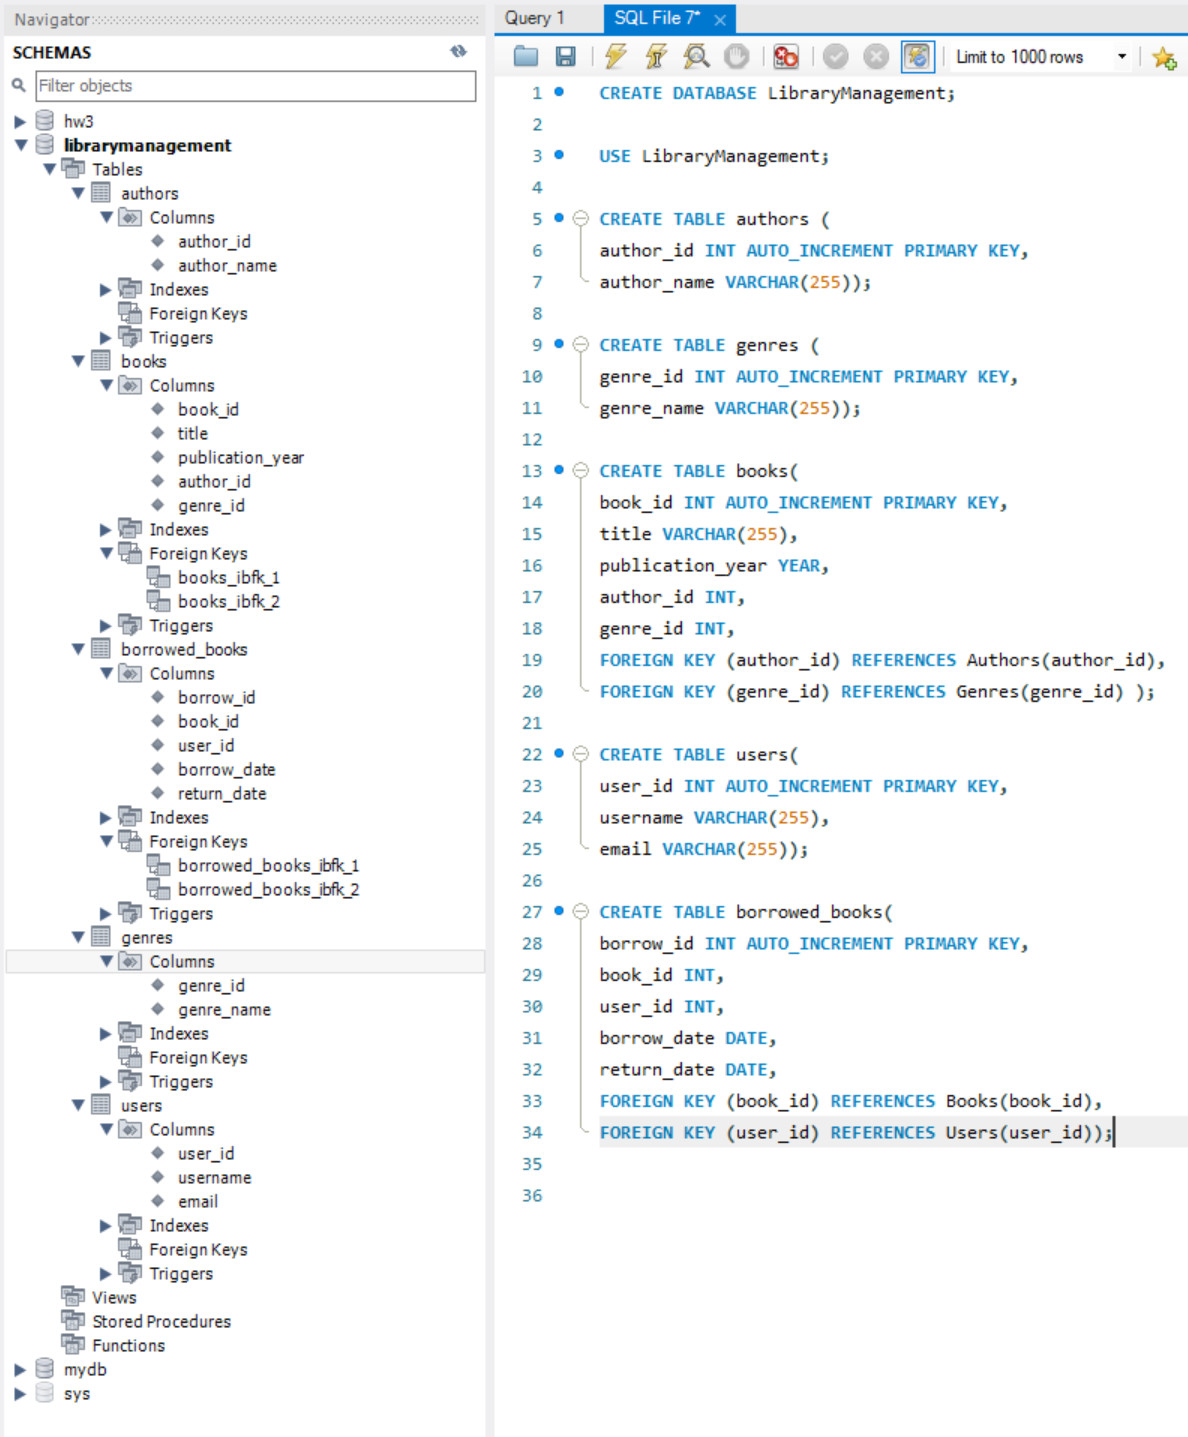 Navigator
SCHEMAS
Filter objects
hw3
librarymanagement
Tables
authors
Columns
author_id
author_name
Indexes
Foreign Keys
Triggers
books
Columns
book_id
title
publication_year
author_id
genre_id
Indexes
Foreign Keys
books_ibfk_1
books_ibfk_2
Triggers
borrowed_books
Columns
borrow_id
book_id
user_id
borrow_date
return_date
Indexes
Foreign Keys
borrowed_books_ibfk_1
borrowed_books_ibfk_2
Triggers
genres
Columns
genre_id
genre_name
Indexes
Foreign Keys
Triggers
users
Columns
user_id
username
email
Indexes
Foreign Keys
Triggers
Views
Stored Procedures
Functions
mydb
sys
Query 1 SQL File 7*
Limit to 1000 rows
1 CREATE DATABASE LibraryManagement;
2
3 USE LibraryManagement;
4
5 CREATE TABLE authors (
6 author_id INT AUTO_INCREMENT PRIMARY KEY,
7 author_name VARCHAR(255));
8
9 CREATE TABLE genres (
10 genre_id INT AUTO_INCREMENT PRIMARY KEY,
11 genre_name VARCHAR(255));
12
13 CREATE TABLE books(
14 book_id INT AUTO_INCREMENT PRIMARY KEY,
15 title VARCHAR(255),
16 publication_year YEAR,
17 author_id INT,
18 genre_id INT,
19 FOREIGN KEY (author_id) REFERENCES Authors(author_id),
20 FOREIGN KEY (genre_id) REFERENCES Genres(genre_id) );
21
22 CREATE TABLE users(
23 user_id INT AUTO_INCREMENT PRIMARY KEY,
24 username VARCHAR(255),
25 email VARCHAR(255));
26
27 CREATE TABLE borrowed_books(
28 borrow_id INT AUTO_INCREMENT PRIMARY KEY,
29 book_id INT,
30 user_id INT,
31 borrow_date DATE,
32 return_date DATE,
33 FOREIGN KEY (book_id) REFERENCES Books(book_id),
34 FOREIGN KEY (user_id) REFERENCES Users(user_id));
35
36